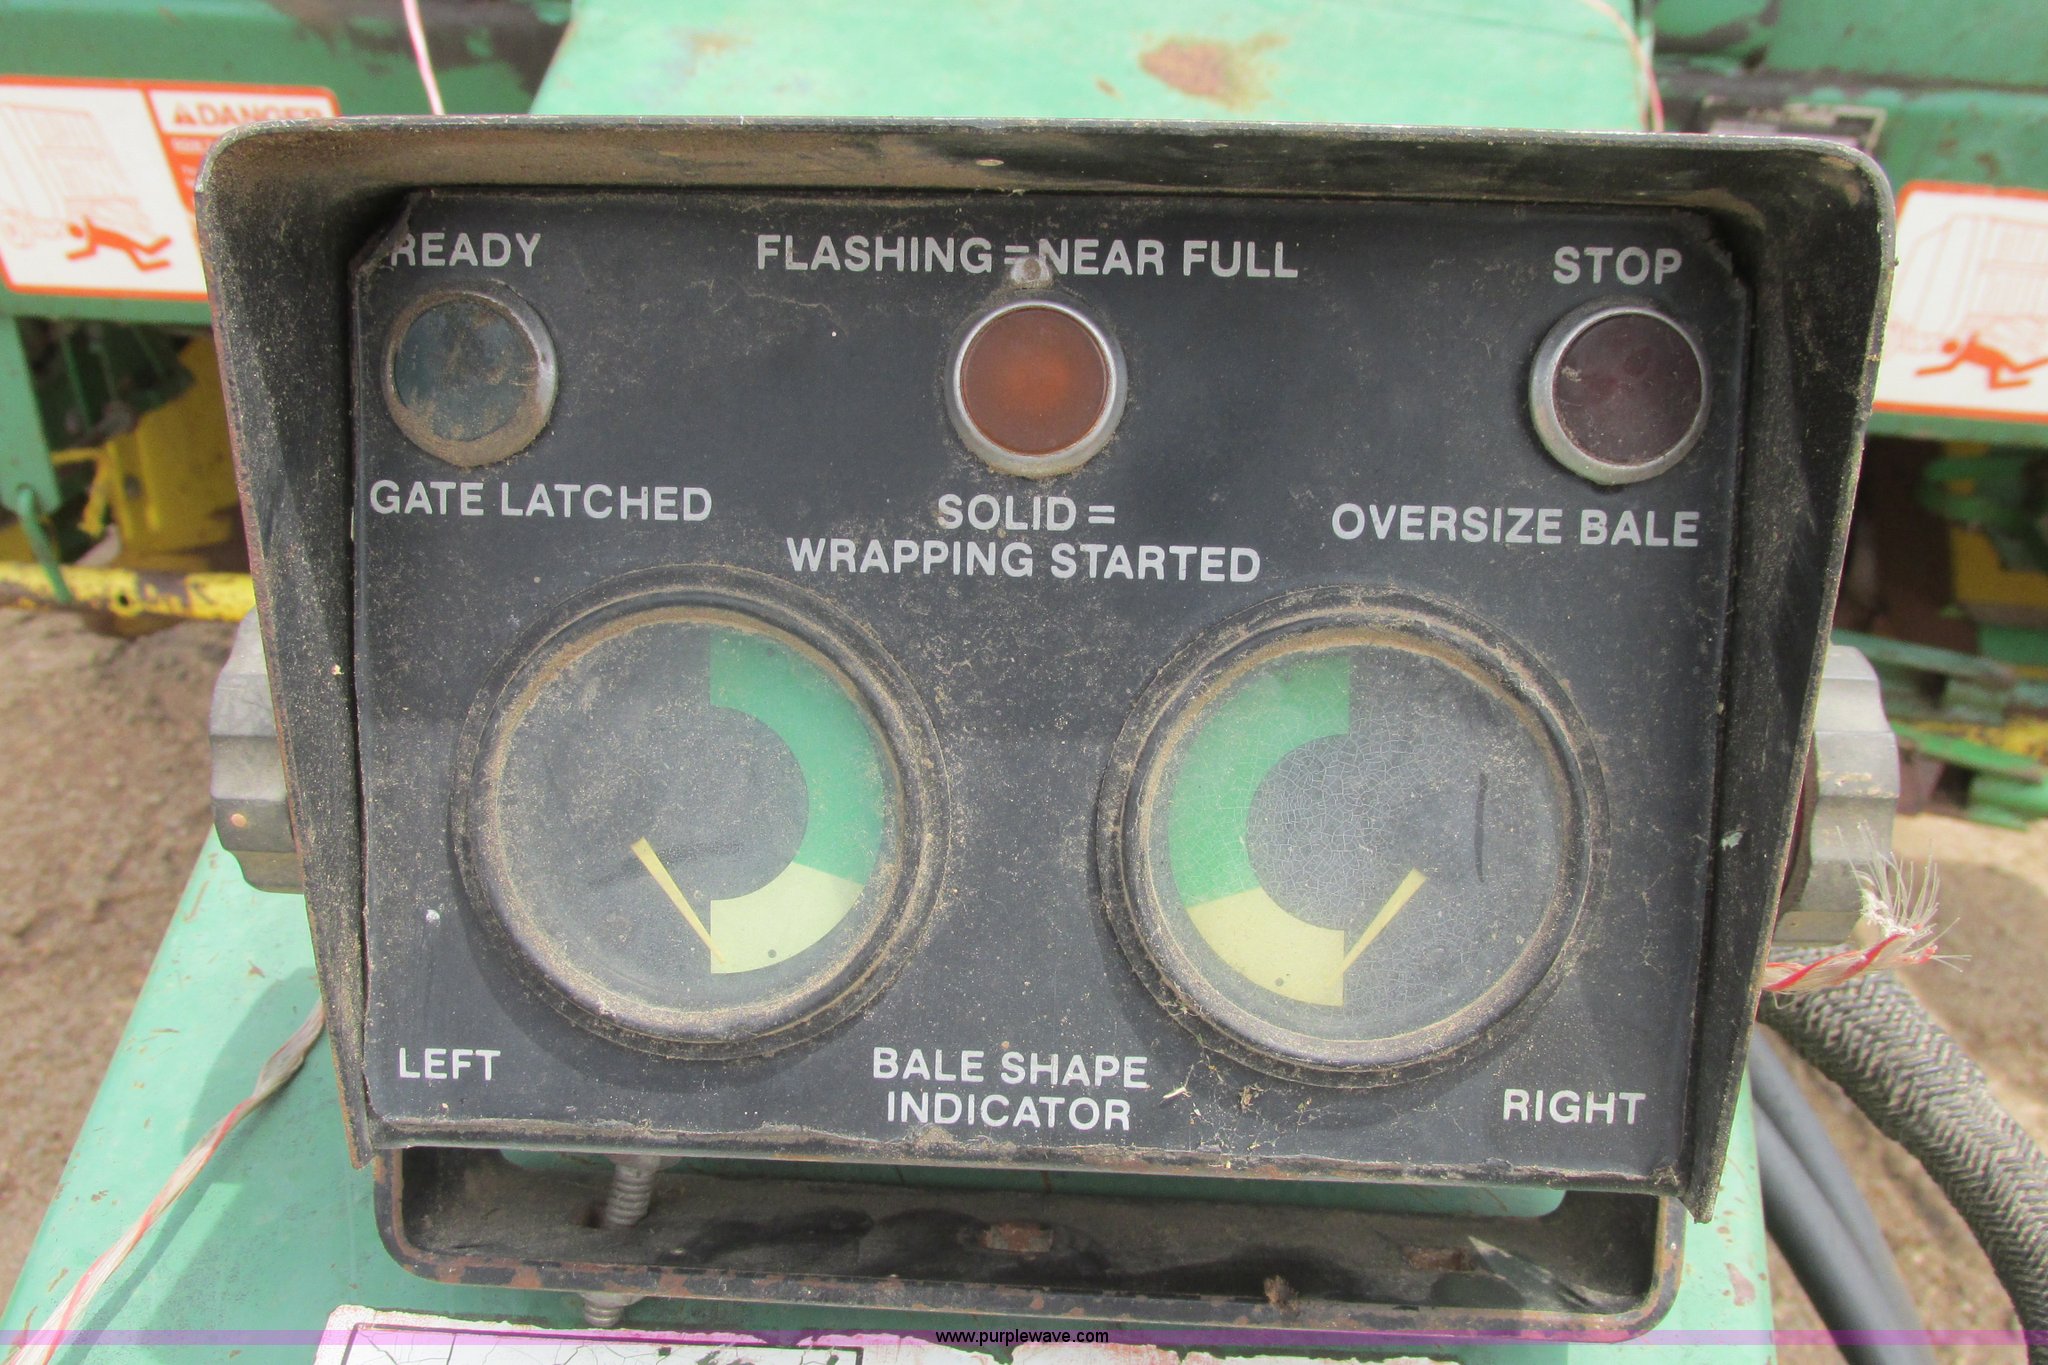 DANGER
READY
FLASHING = NEAR FULL
STOP
GATE LATCHED
SOLID =
WRAPPING STARTED
OVERSIZE BALE
LEFT
BALE SHAPE
INDICATOR
RIGHT
www.purplewave.com